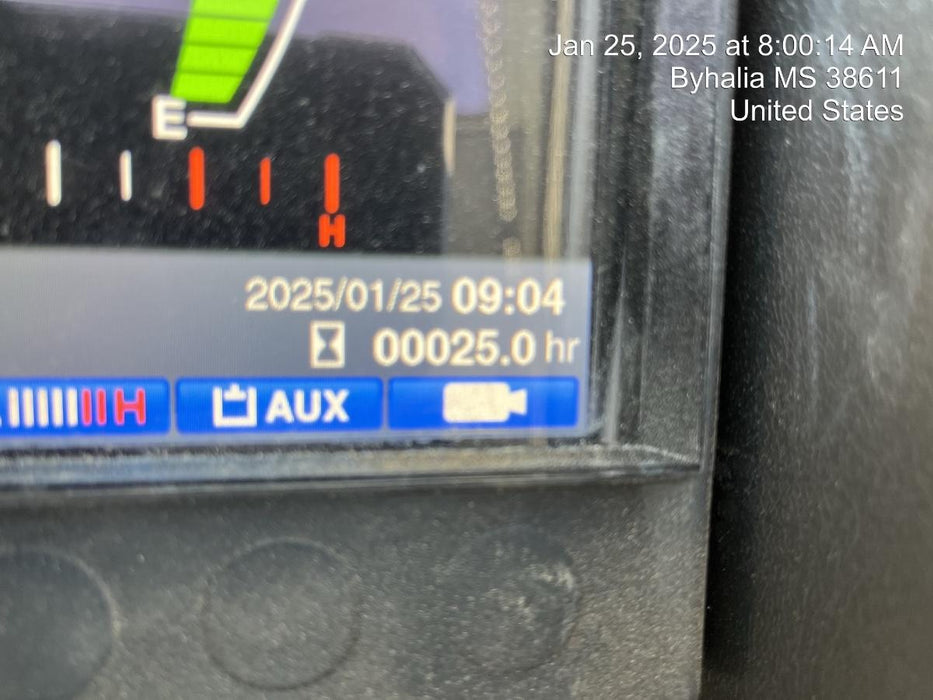 Jan 25, 2025 at 8:00:14 AM
Byhalia MS 38611
United States
E
H
2025/01/25 09:04
00025.0 hr
H
AUX